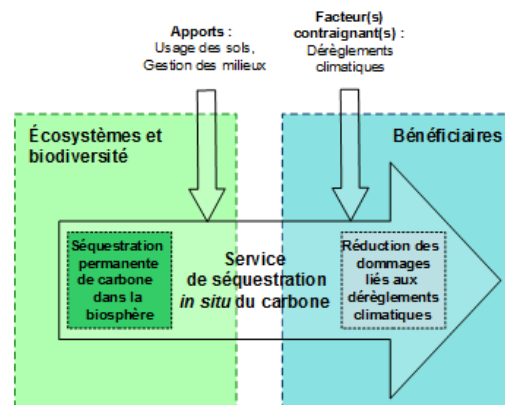 Apports :
Usage des sols,
Gestion des milieux
Facteur(s)
contraignant(s) :
Dérèglements
climatiques
Écosystèmes et
biodiversité
Bénéficiaires
Séquestration
permanente
de carbone
dans la
biosphère
Service
de séquestration
in situ du carbone
Réduction des
dommages
liés aux
dérèglements
climatiques